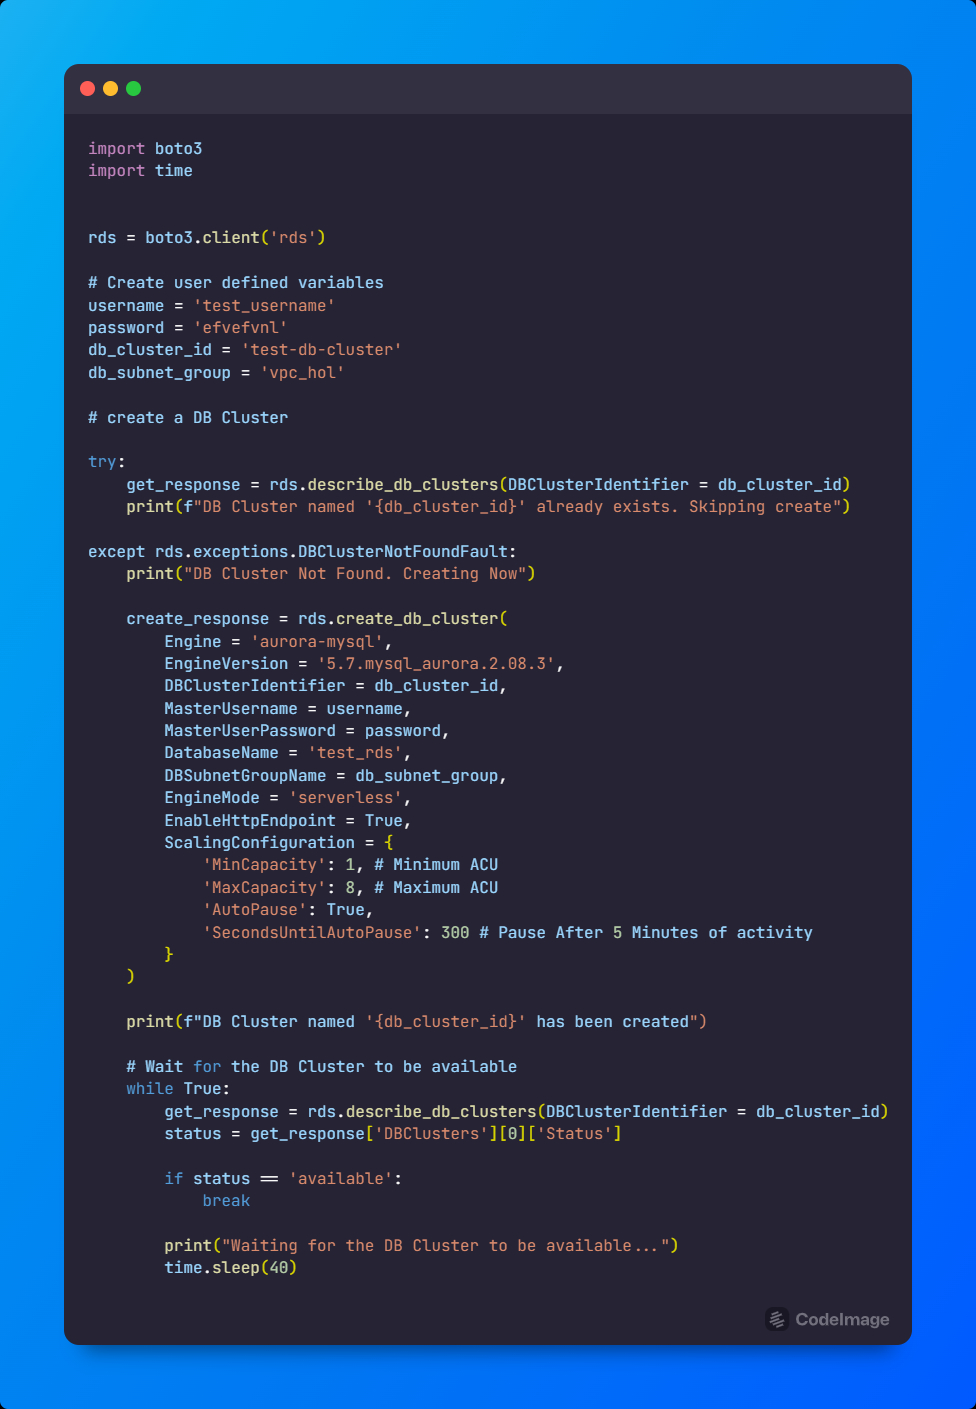 import boto3
import time
rds = boto3.client('rds')
# Create user defined variables
username = 'test_username'
password = 'efvefvnl'
db_cluster_id = 'test-db-cluster'
db_subnet_group = 'vpc_hol'
# create a DB Cluster
try:
    get_response = rds.describe_db_clusters(DBClusterIdentifier = db_cluster_id)
    print(f"DB Cluster named '{db_cluster_id}' already exists. Skipping create")
except rds.exceptions.DBClusterNotFoundFault:
    print("DB Cluster Not Found. Creating Now")
    create_response = rds.create_db_cluster(
        Engine = 'aurora-mysql',
        EngineVersion = '5.7.mysql_aurora.2.08.3',
        DBClusterIdentifier = db_cluster_id,
        MasterUsername = username,
        MasterUserPassword = password,
        DatabaseName = 'test_rds',
        DBSubnetGroupName = db_subnet_group,
        EngineMode = 'serverless',
        EnableHttpEndpoint = True,
        ScalingConfiguration = {
            'MinCapacity': 1, # Minimum ACU
            'MaxCapacity': 8, # Maximum ACU
            'AutoPause': True,
            'SecondsUntilAutoPause': 300 # Pause After 5 Minutes of activity
        }
    )
    print(f"DB Cluster named '{db_cluster_id}' has been created")
    # Wait for the DB Cluster to be available
    while True:
        get_response = rds.describe_db_clusters(DBClusterIdentifier = db_cluster_id)
        status = get_response['DBClusters'][0]['Status']
        if status == 'available':
            break
        print("Waiting for the DB Cluster to be available...")
        time.sleep(40)
CodeImage